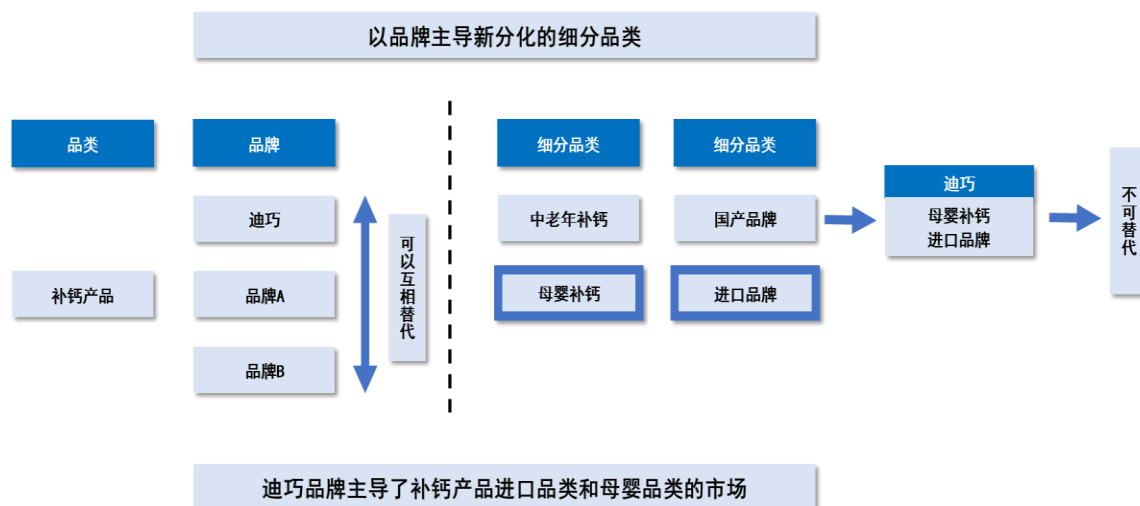 以品牌主导新分化的细分品类
品类
品牌
细分品类
细分品类
迪巧
中老年补钙
国产品牌
迪巧
母婴补钙
进口品牌
不可替代
可以互相替代
补钙产品
品牌A
母婴补钙
进口品牌
品牌B
迪巧品牌主导了补钙产品进口品类和母婴品类的市场